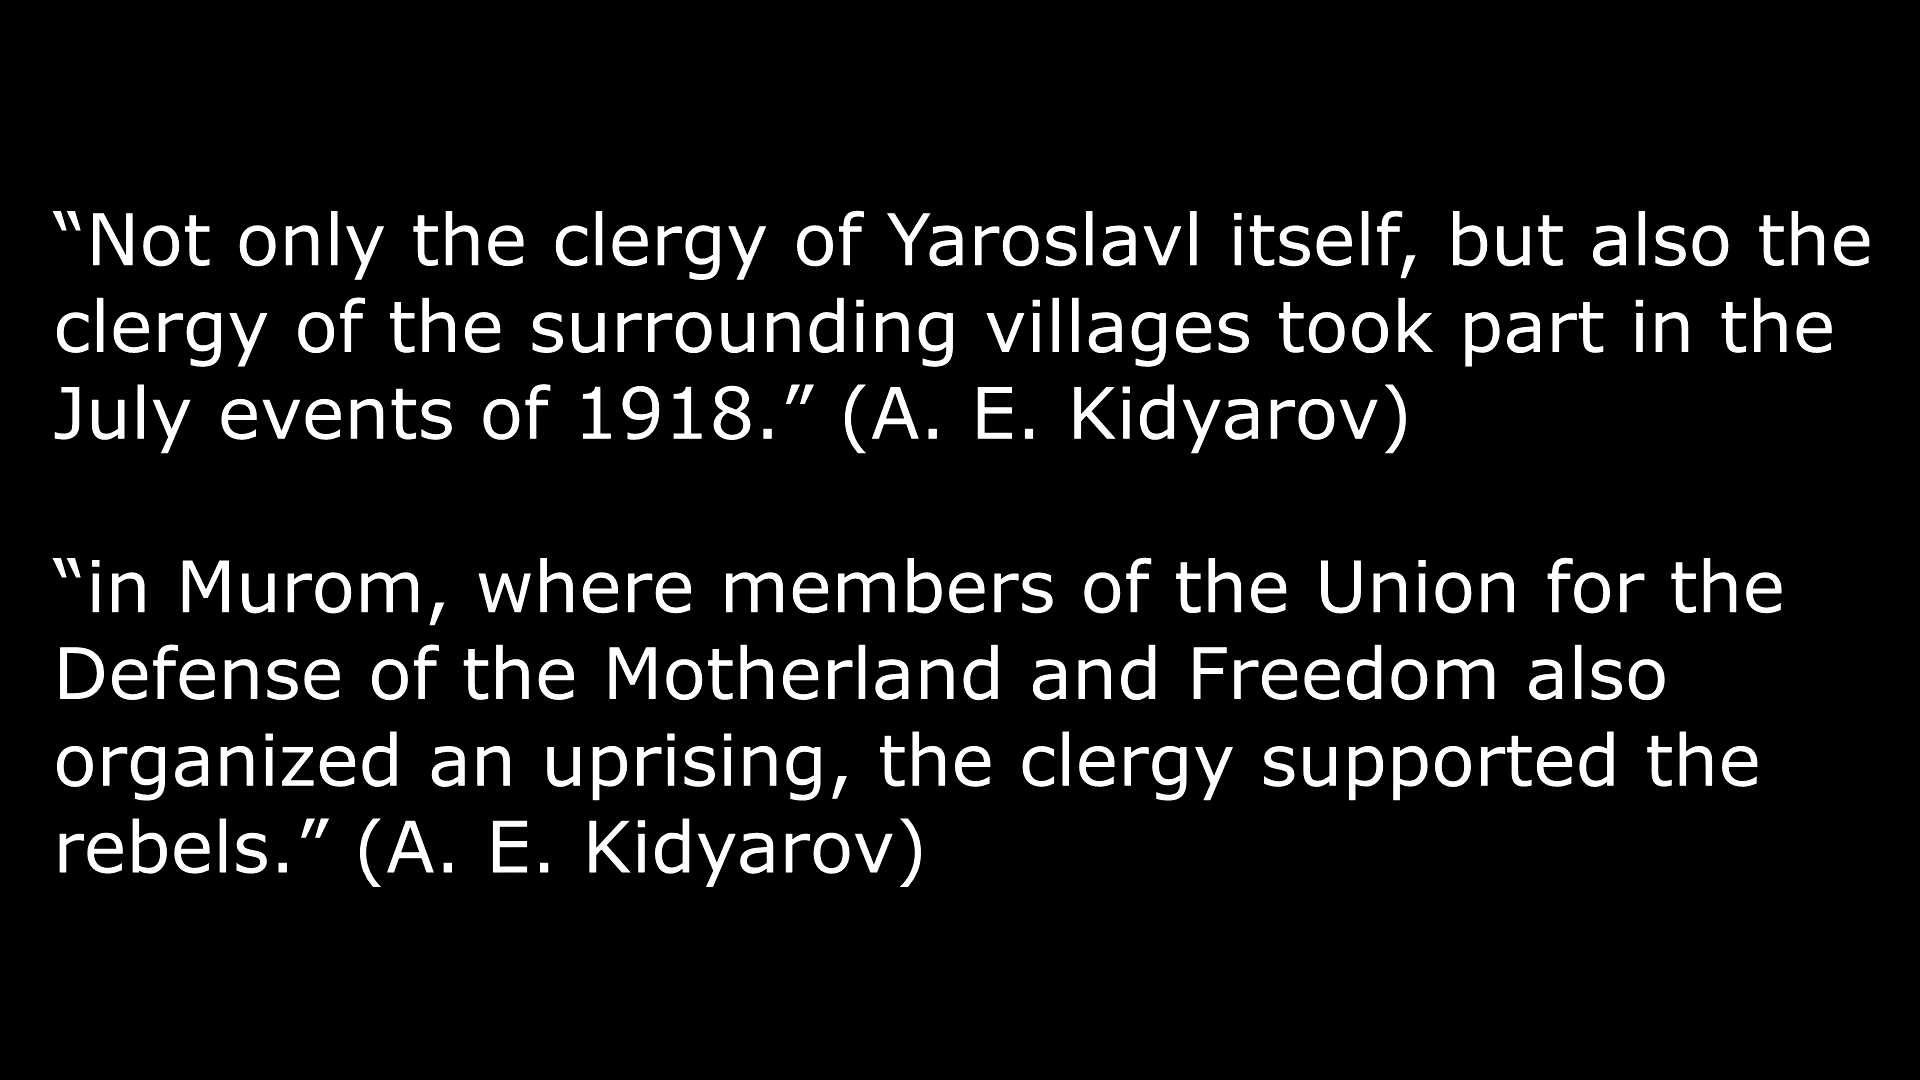 “Not only the clergy of Yaroslavl itself, but also the
clergy of the surrounding villages took part in the
July events of 1918.” (A. E. Kidyarov)
“in Murom, where members of the Union for the
Defense of the Motherland and Freedom also
organized an uprising, the clergy supported the
rebels.” (A. E. Kidyarov)